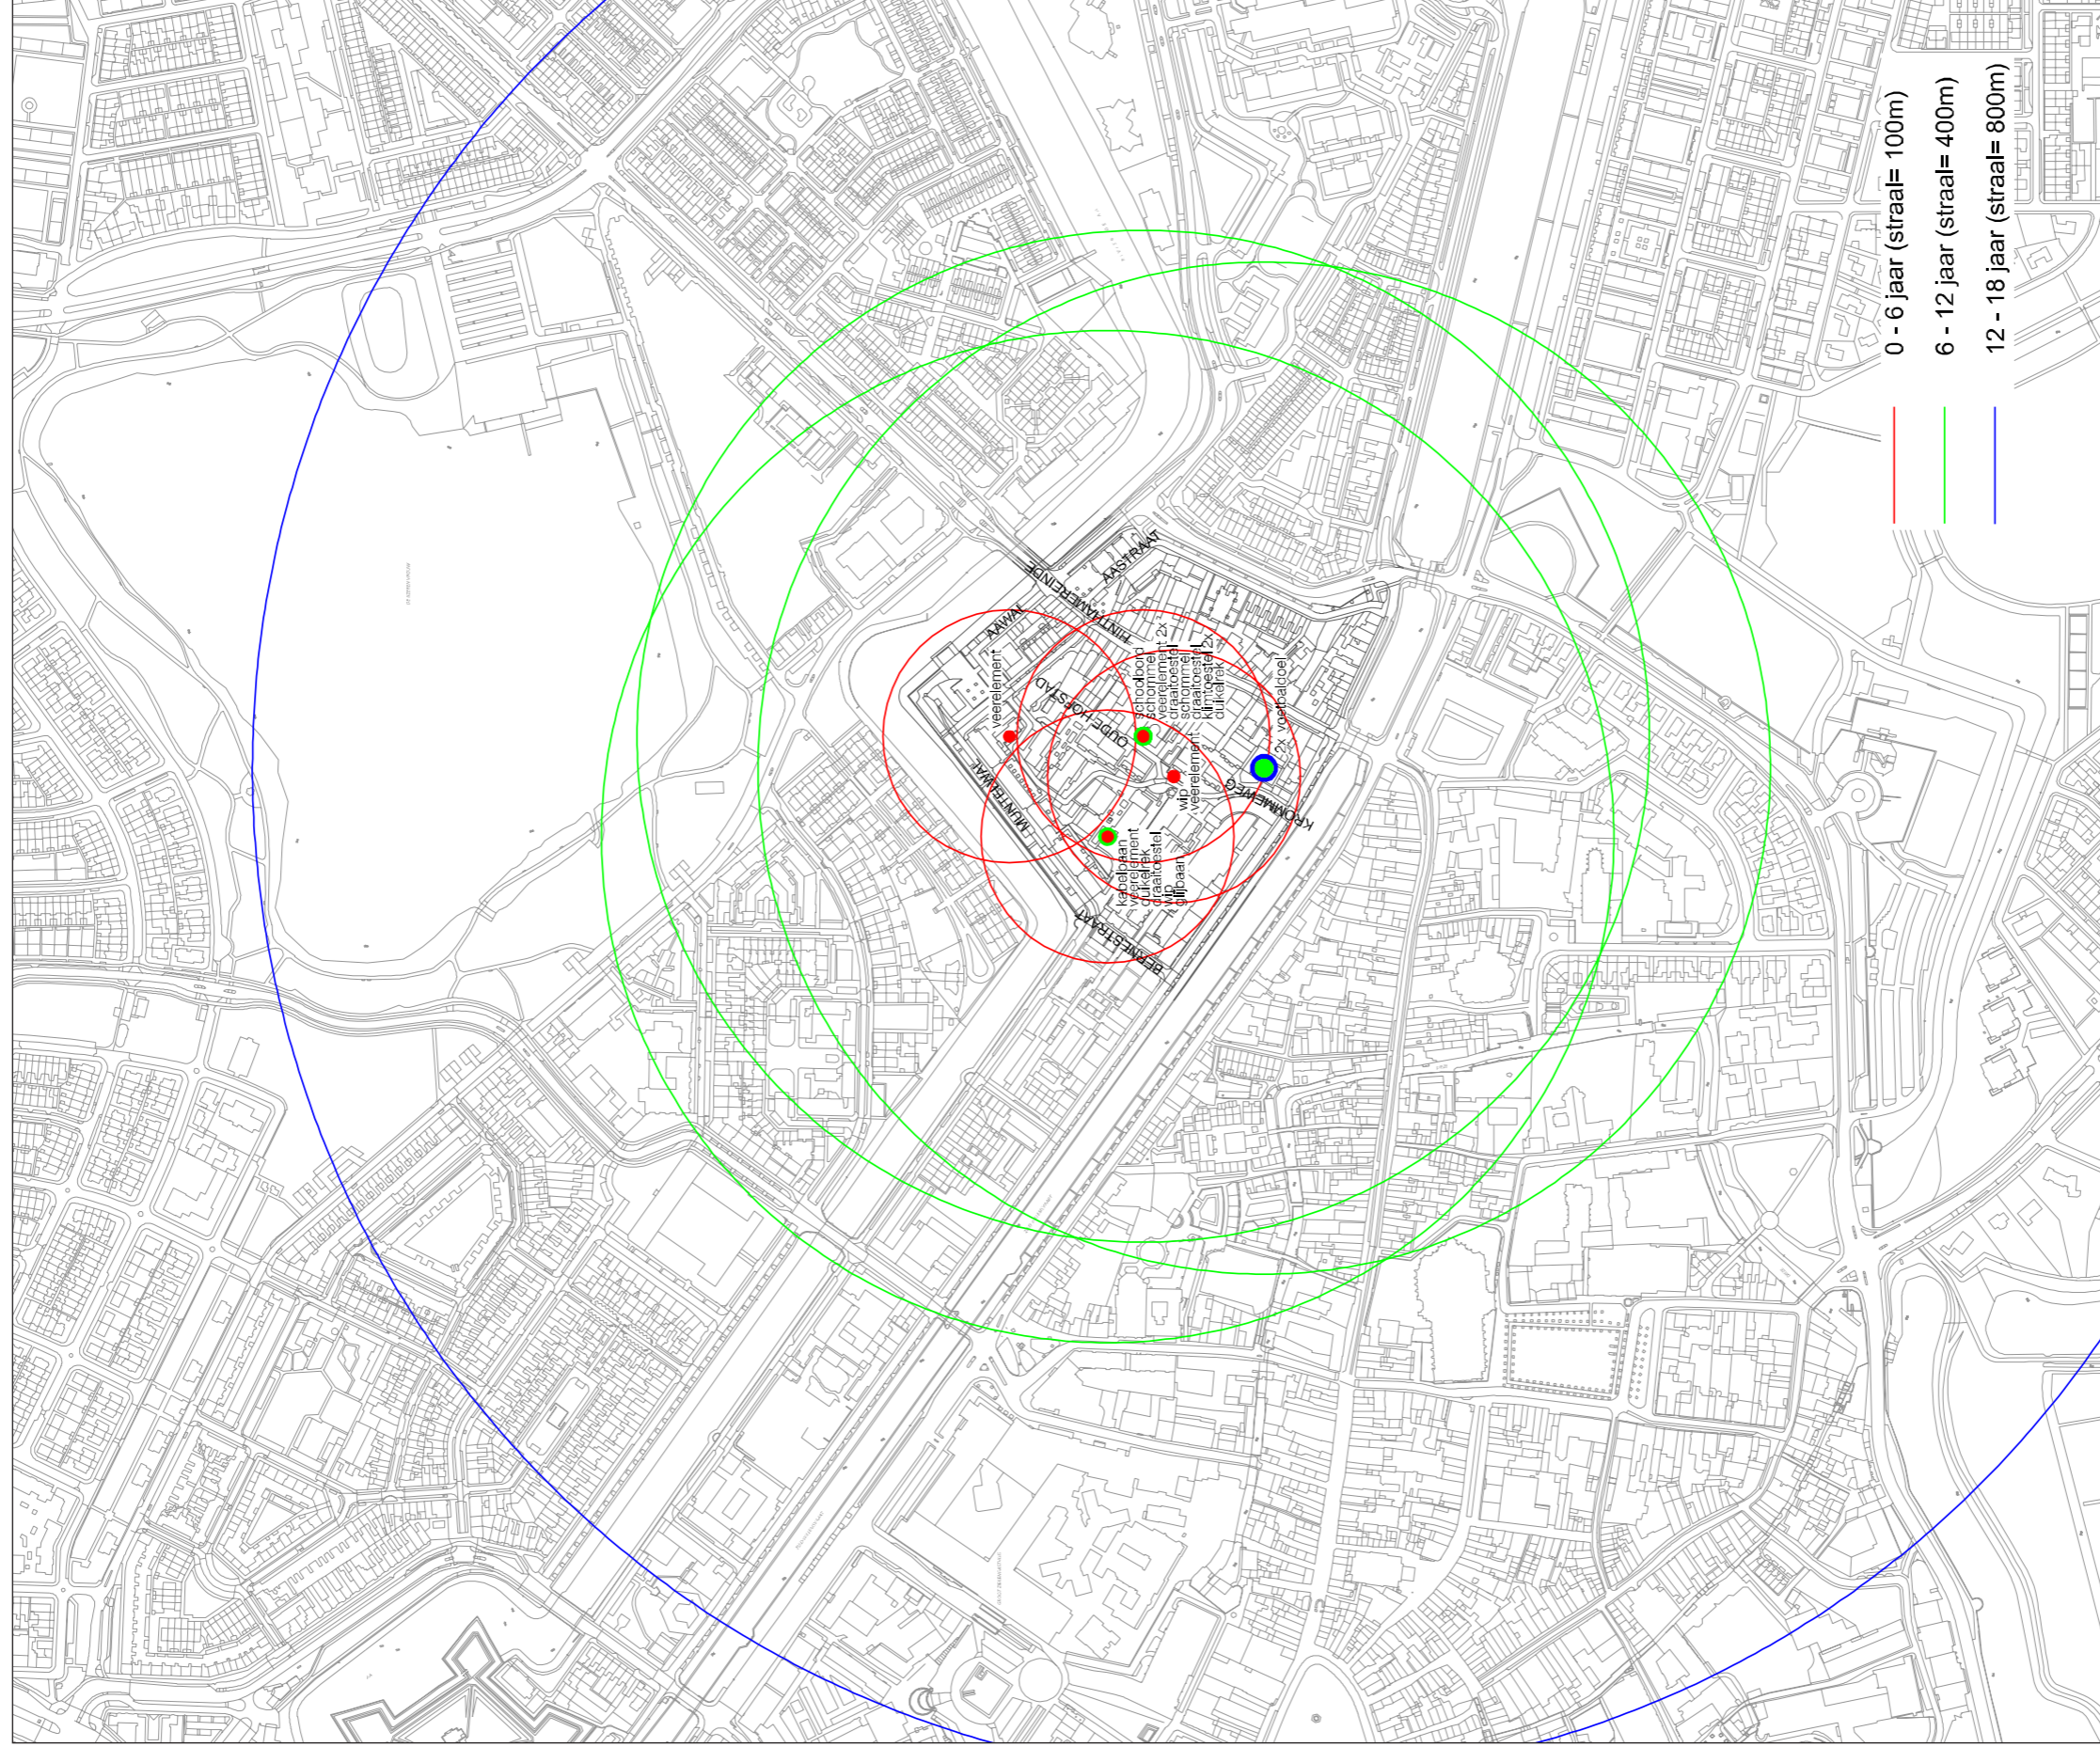 AAWAL
HINTHAMEREINDE
AASTRAAT
OUDE HOFSTAD
MUNTELWAL
BERNESTRAAT
KROMMEWEG
veerelement
schoolbord
schommel
veerelement 2x
draaitoestel
schommel
draaitoestel
klimtoestel 2x
duikelrek
2x voetbaldoel
wip
veerelement
kabelbaan
veerelement
duikelrek
draaitoestel
wip
glijbaan
0 - 6 jaar (straal= 100m)
6 - 12 jaar (straal= 400m)
12 - 18 jaar (straal= 800m)